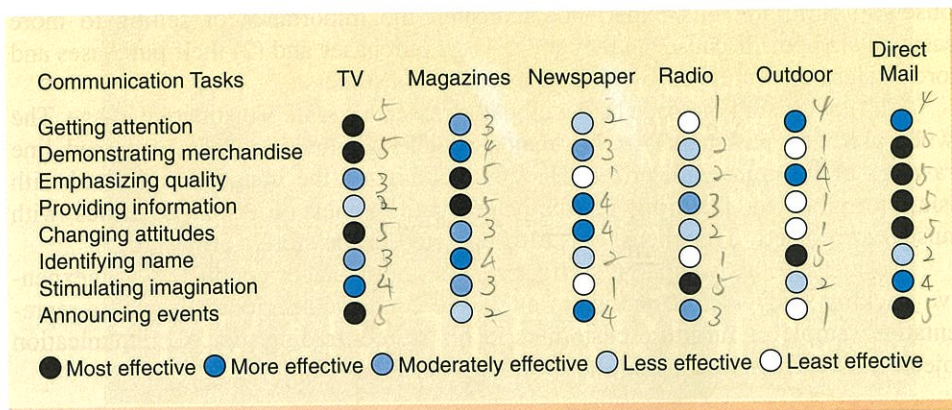 Communication Tasks TV Magazines Newspaper Radio Outdoor Direct Mail
Getting attention 5 3 2 1 4 4
Demonstrating merchandise 5 4 3 2 1 5
Emphasizing quality 3 5 1 2 4 5
Providing information 2 5 4 3 1 5
Changing attitudes 5 3 4 2 1 5
Identifying name 3 4 2 1 5 2
Stimulating imagination 4 3 1 5 2 4
Announcing events 5 2 4 3 1 5
Most effective More effective Moderately effective Less effective Least effective